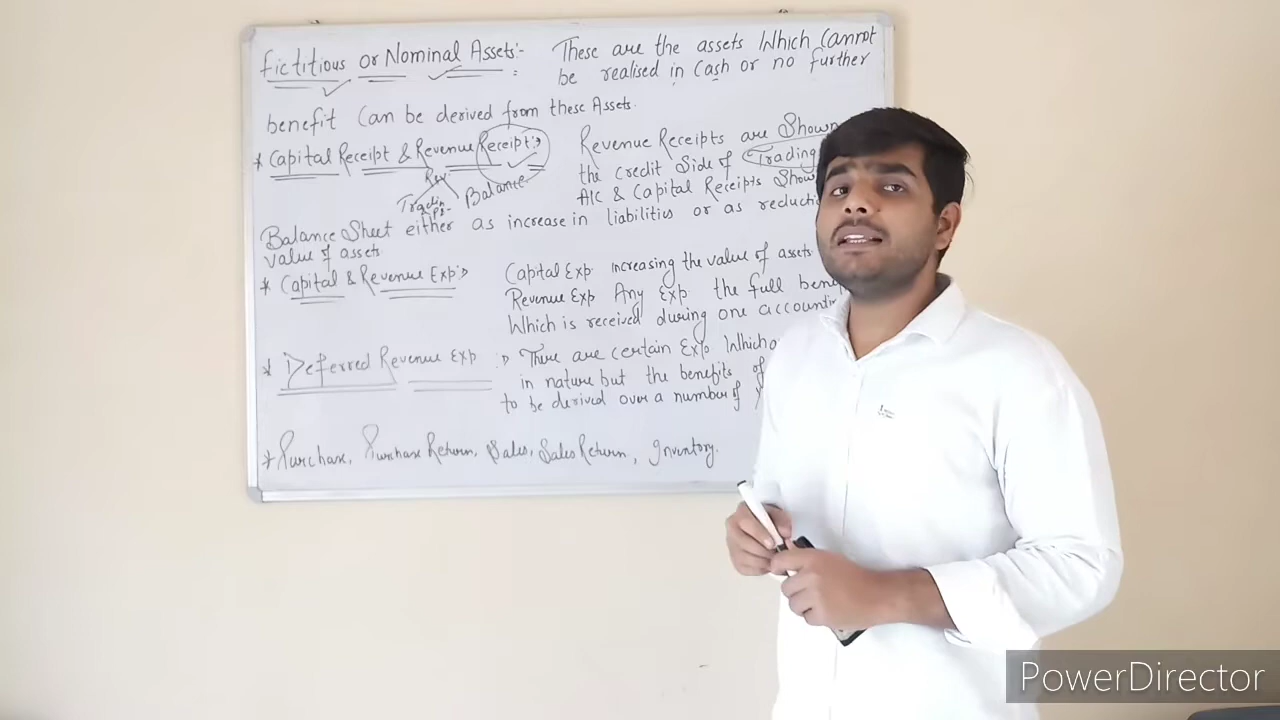 fictitious or Nominal Assets:- These are the assets Which Cannot
be realised in Cash or no further
benefit Can be derived from these Assets.
* Capital Receipt & Revenue Receipt:- Revenue Receipts are Shown
the Credit Side of Trading
Rev
Balance
A/C & Capital Receipts Show
Balance Sheet either as increase in liabilities or as reducti
value of assets
* Capital & Revenue Exp:- Capital Exp. increasing the value of assets
Revenue Exp Any Exp the full ben
Which is received during one accountin
* Deferred Revenue Exp :- There are certain Exp Which a
in nature but the benefits of
to be derived over a number of
* Purchase, Purchase Return, Sales, Sales Return, Inventory.
PowerDirector